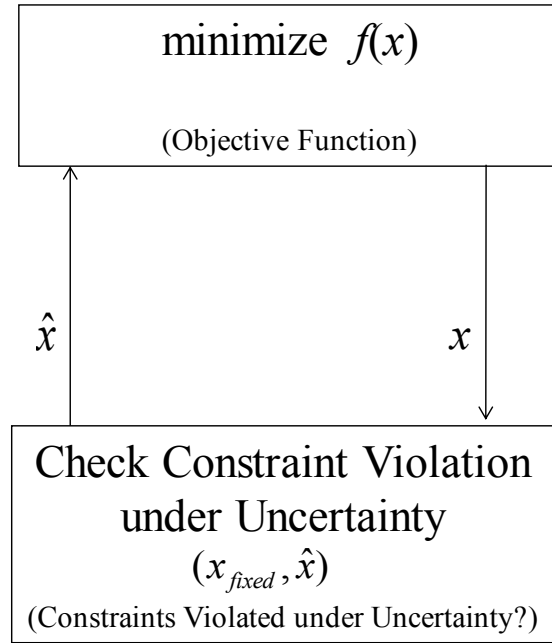 minimize f(x)
(Objective Function)
x̂
x
Check Constraint Violation
under Uncertainty
(x_fixed, x̂)
(Constraints Violated under Uncertainty?)